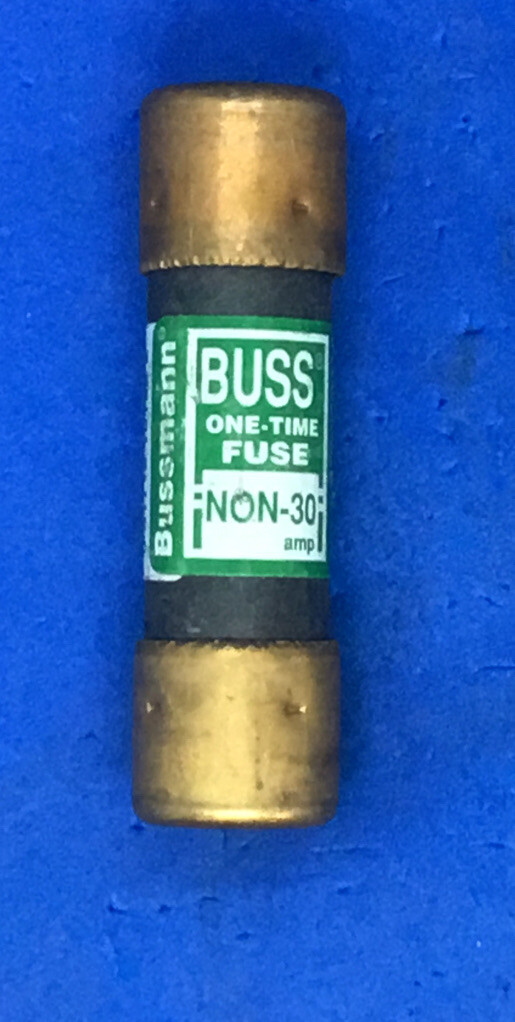 Bussmann®
BUSS®
ONE-TIME
FUSE
NON-30
amp